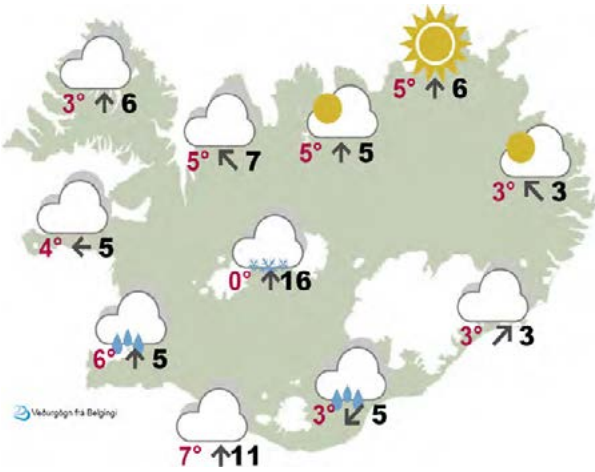 5° ↑ 6
3° ↑ 6
5° ↖ 7
5° ↑ 5
3° ↖ 3
4° ← 5
0° ↑ 16
3° ↗ 3
6° ↑ 5
3° ↙ 5
Veðurgögn frá Belgingi
7° ↑ 11